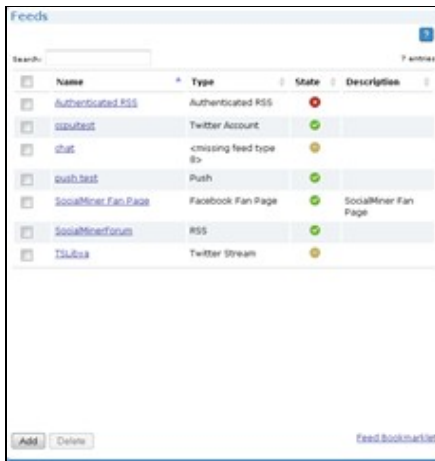 Feeds
?
Search:
7 entries
Name Type State Description
Authenticated RSS Authenticated RSS
ccpuitest Twitter Account
chat <missing feed type
8>
push test Push
SocialMiner Fan Page Facebook Fan Page SocialMiner Fan
Page
SocialMinerForum RSS
TSLibya Twitter Stream
Add Delete Feed Bookmarklet